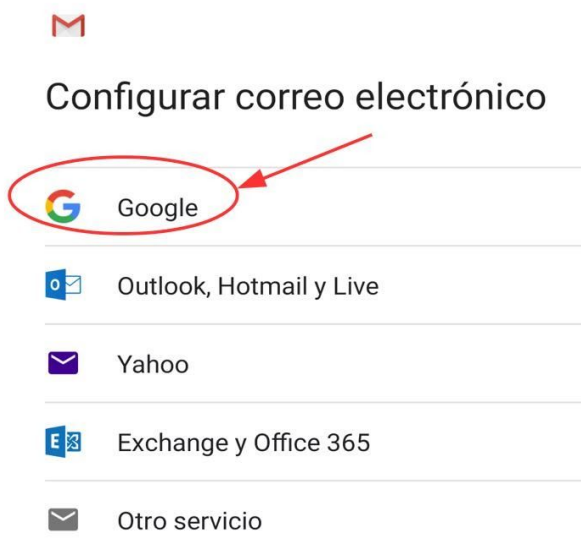 Configurar correo electrónico
Google
Outlook, Hotmail y Live
Yahoo
Exchange y Office 365
Otro servicio